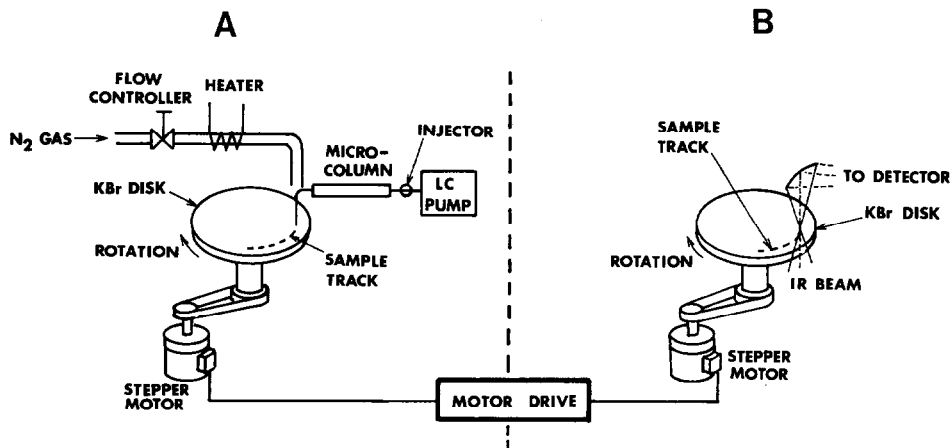 A
FLOW
CONTROLLER
HEATER
N₂ GAS
MICRO-
COLUMN
INJECTOR
LC
PUMP
KBr DISK
ROTATION
SAMPLE
TRACK
STEPPER
MOTOR
MOTOR DRIVE
B
SAMPLE
TRACK
TO DETECTOR
KBr DISK
ROTATION
IR BEAM
STEPPER
MOTOR